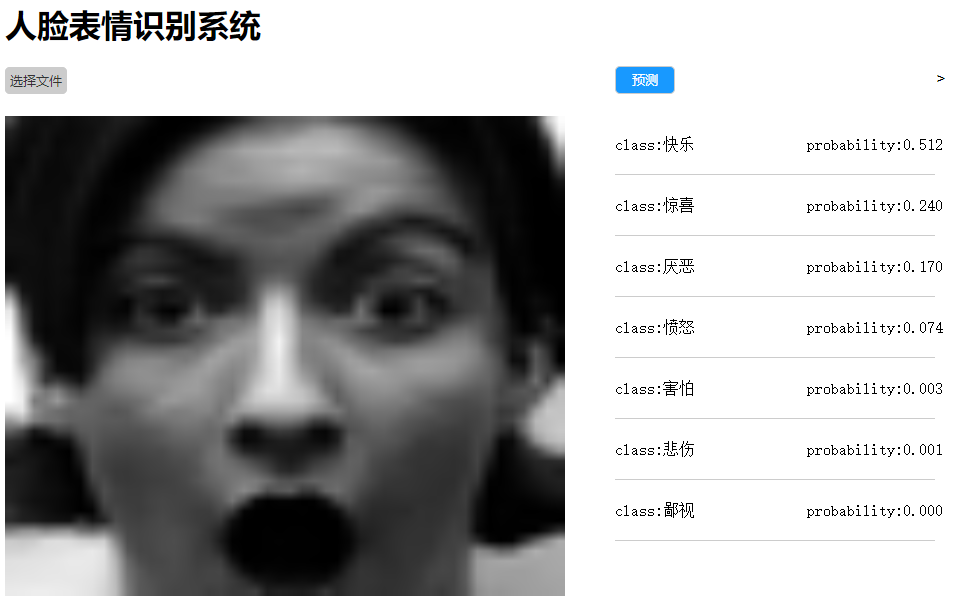 人脸表情识别系统
选择文件
预测 >
class:快乐 probability:0.512
class:惊喜 probability:0.240
class:厌恶 probability:0.170
class:愤怒 probability:0.074
class:害怕 probability:0.003
class:悲伤 probability:0.001
class:鄙视 probability:0.000